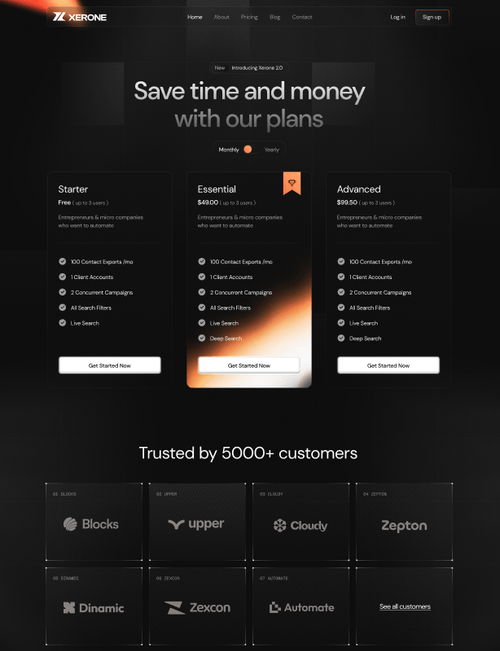 XERONE
Home About Pricing Blog Contact
Log in Sign up
New Introducing Xerone 2.0
Save time and money
with our plans
Monthly Yearly
Starter
Free ( up to 3 users )
Entrepreneurs & micro companies
who want to automate
100 Contact Exports /mo
1 Client Accounts
2 Concurrent Campaigns
All Search Filters
Live Search
Get Started Now
Essential
$49.00 ( up to 3 users )
Entrepreneurs & micro companies
who want to automate
100 Contact Exports /mo
1 Client Accounts
2 Concurrent Campaigns
All Search Filters
Live Search
Deep Search
Get Started Now
Advanced
$99.50 ( up to 3 users )
Entrepreneurs & micro companies
who want to automate
100 Contact Exports /mo
1 Client Accounts
2 Concurrent Campaigns
All Search Filters
Live Search
Deep Search
Get Started Now
Trusted by 5000+ customers
01 BLOCKS
Blocks
02 UPPER
upper
03 CLOUDY
Cloudy
04 ZEPTON
Zepton
05 DINAMIC
Dinamic
06 ZEXCON
Zexcon
07 AUTOMATE
Automate
See all customers